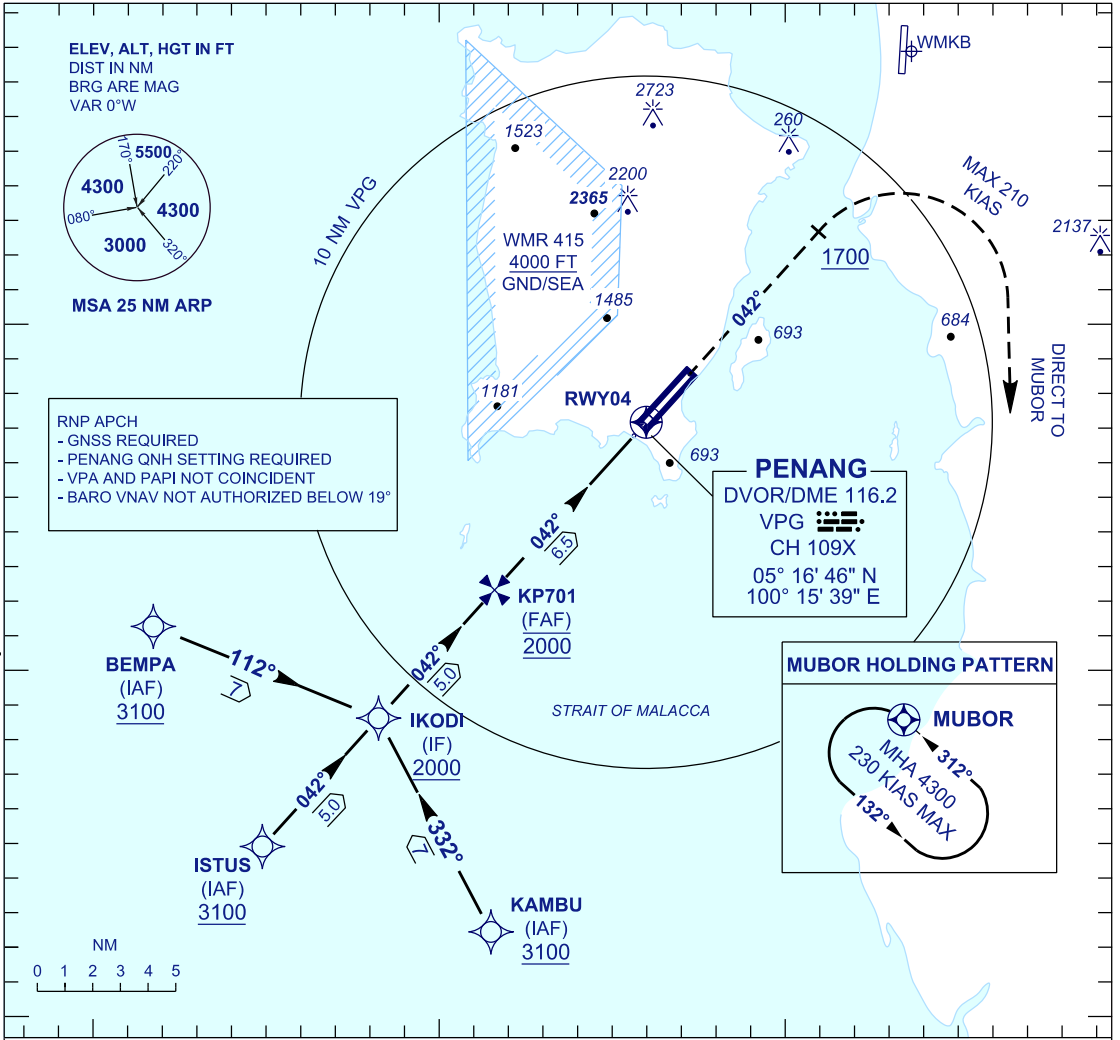 ELEV, ALT, HGT IN FT
DIST IN NM
BRG ARE MAG
VAR 0°W
170°
5500
220°
4300
4300
080°
3000
320°
MSA 25 NM ARP
WMKB
2723
260
1523
2200
2365
10 NM VPG
WMR 415
4000 FT
GND/SEA
1485
1181
MAX 210
KIAS
2137
1700
042°
693
684
DIRECT TO
MUBOR
RWY04
693
RNP APCH
- GNSS REQUIRED
- PENANG QNH SETTING REQUIRED
- VPA AND PAPI NOT COINCIDENT
- BARO VNAV NOT AUTHORIZED BELOW 19°
PENANG
DVOR/DME 116.2
VPG
CH 109X
05° 16' 46" N
100° 15' 39" E
042°
6.5
KP701
(FAF)
2000
BEMPA
(IAF)
3100
112°
7
042°
5.0
IKODI
(IF)
2000
STRAIT OF MALACCA
042°
5.0
ISTUS
(IAF)
3100
332°
7
KAMBU
(IAF)
3100
MUBOR HOLDING PATTERN
MUBOR
312°
MHA 4300
230 KIAS MAX
132°
NM
0 1 2 3 4 5